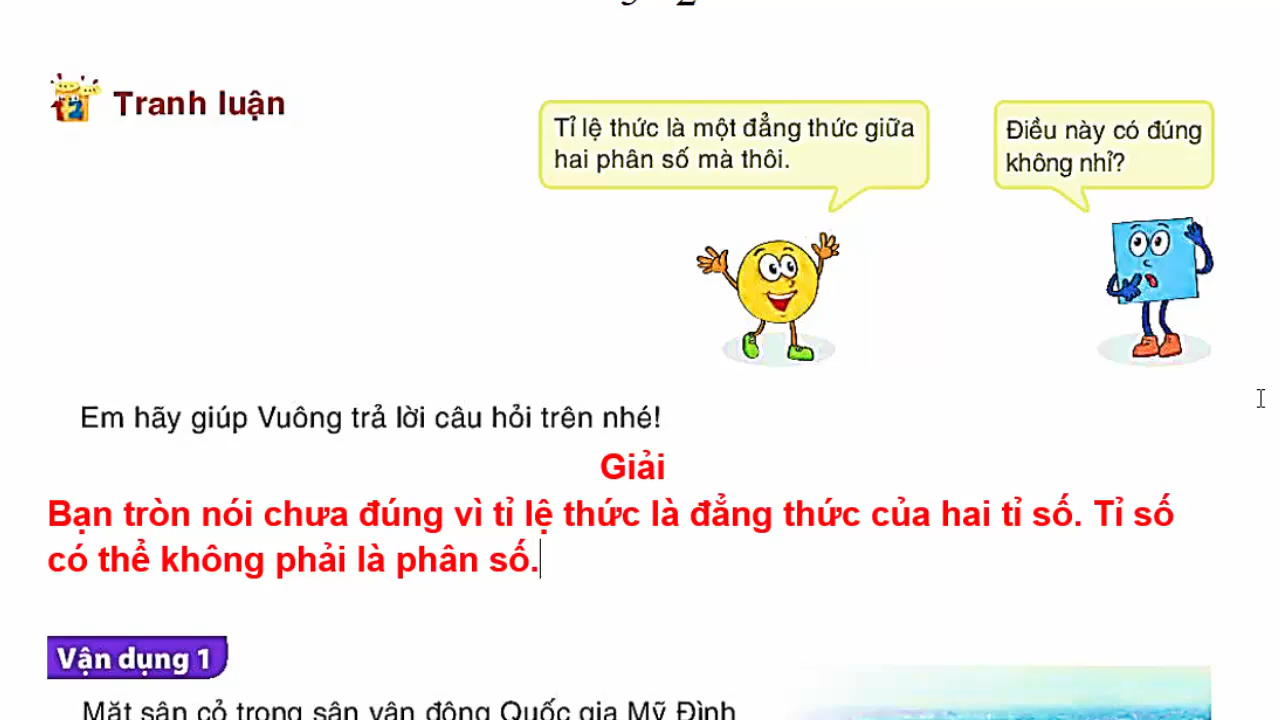 Tranh luận
Tỉ lệ thức là một đẳng thức giữa
hai phân số mà thôi.
Điều này có đúng
không nhỉ?
Em hãy giúp Vuông trả lời câu hỏi trên nhé!
Giải
Bạn tròn nói chưa đúng vì tỉ lệ thức là đẳng thức của hai tỉ số. Tỉ số
có thể không phải là phân số.
Vận dụng 1
Mặt sân cỏ trong sân vận động Quốc gia Mỹ Đình